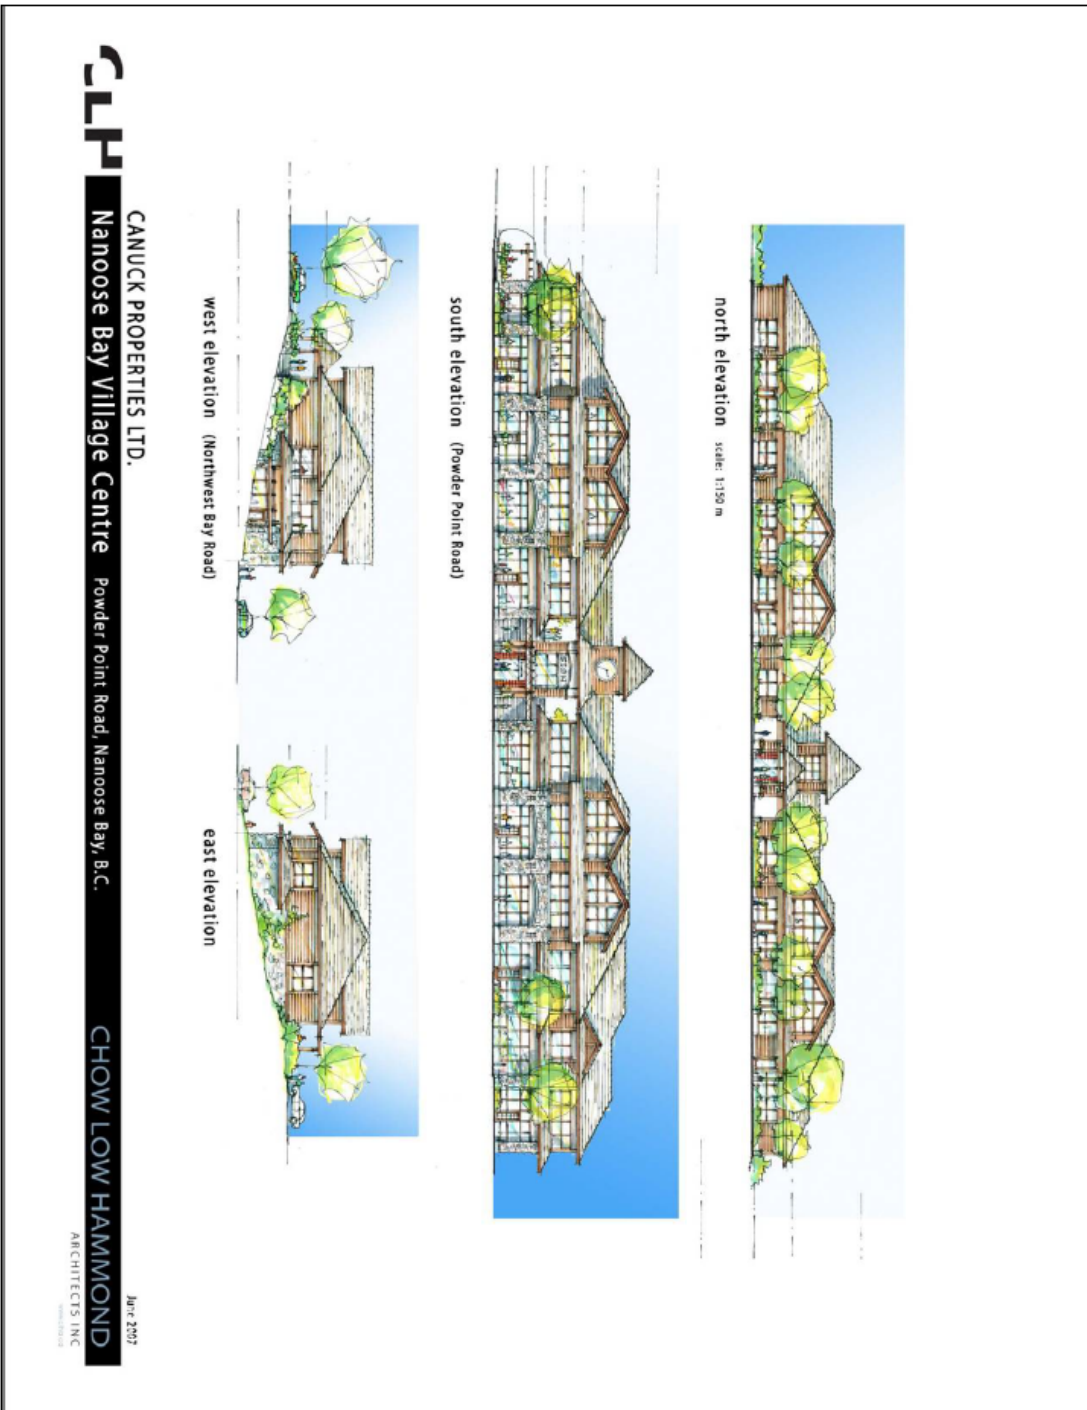 north elevation scale: 1:150 m
south elevation (Powder Point Road)
west elevation (Northwest Bay Road)
east elevation
CANUCK PROPERTIES LTD.
June 2007
CLH
Nanoose Bay Village Centre Powder Point Road, Nanoose Bay, B.C.
CHOW LOW HAMMOND
ARCHITECTS INC